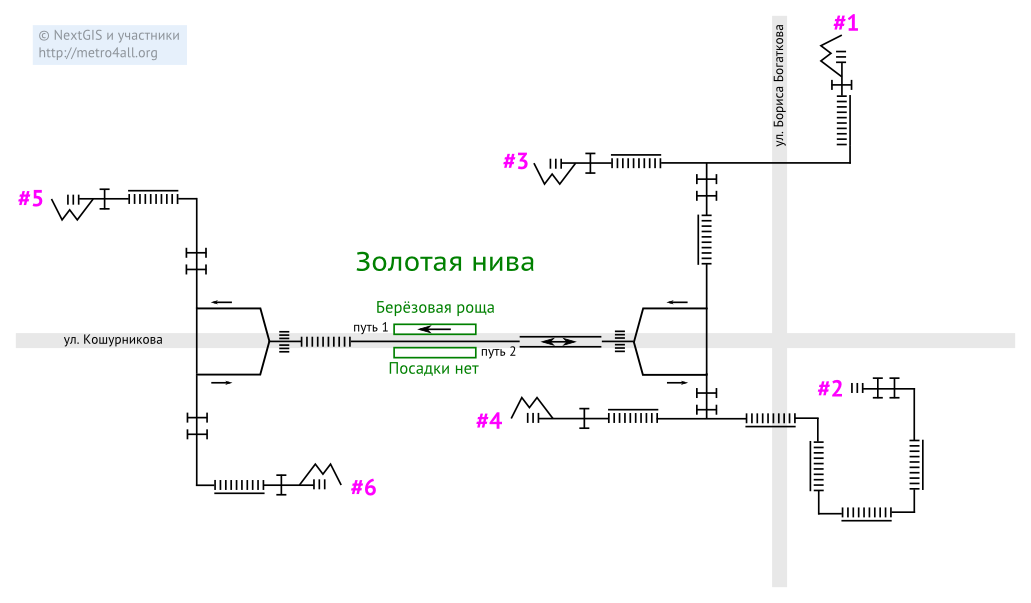 © NextGIS и участники
http://metro4all.org
#1
ул. Бориса Богаткова
#3
#5
Золотая нива
Берёзовая роща
путь 1
ул. Кошурникова
путь 2
Посадки нет
#2
#4
#6